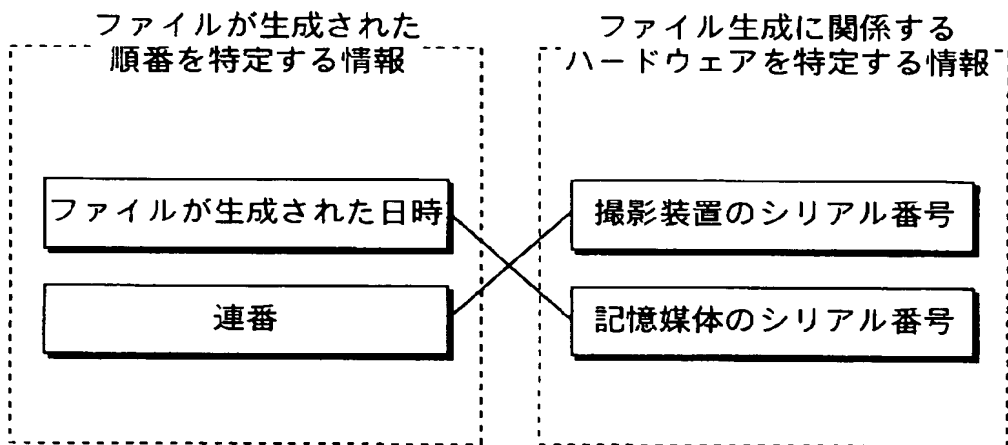 ファイルが生成された
順番を特定する情報
ファイルが生成された日時
連番
ファイル生成に関係する
ハードウェアを特定する情報
撮影装置のシリアル番号
記憶媒体のシリアル番号